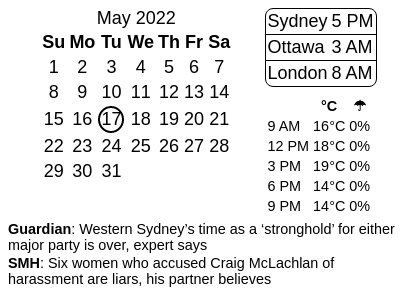 May 2022
Su Mo Tu We Th Fr Sa
1 2 3 4 5 6 7
8 9 10 11 12 13 14
15 16 17 18 19 20 21
22 23 24 25 26 27 28
29 30 31
Sydney 5 PM
Ottawa 3 AM
London 8 AM
°C ☂
9 AM 16°C 0%
12 PM 18°C 0%
3 PM 19°C 0%
6 PM 14°C 0%
9 PM 14°C 0%
Guardian: Western Sydney’s time as a ‘stronghold’ for either
major party is over, expert says
SMH: Six women who accused Craig McLachlan of
harassment are liars, his partner believes